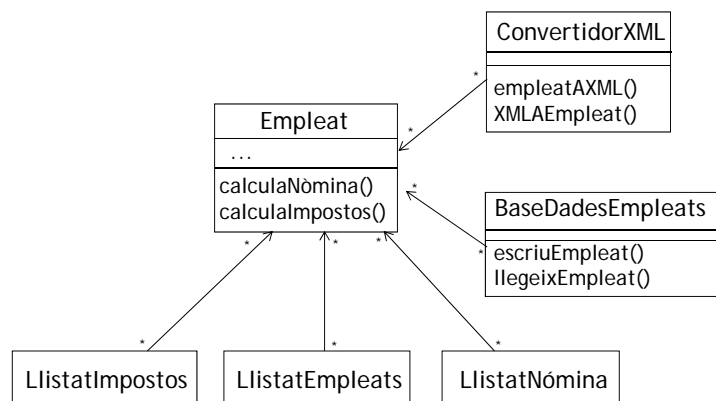 ConvertidorXML
empleatAXML()
XMLAEmpleat()
*
*
Empleat
...
calculaNòmina()
calculaImpostos()
*
BaseDadesEmpleats
escriuEmpleat()
llegeixEmpleat()
*
* * *
* * *
LlistatImpostos
LlistatEmpleats
LlistatNómina